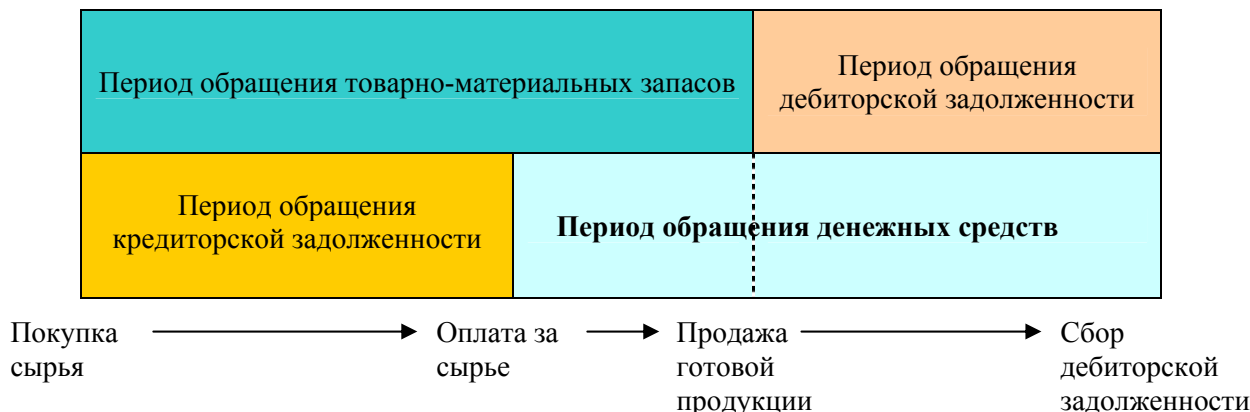 Период обращения товарно-материальных запасов
Период обращения
дебиторской задолженности
Период обращения
кредиторской задолженности
Период обращения денежных средств
Покупка
сырья
Оплата за
сырье
Продажа
готовой
продукции
Сбор
дебиторской
задолженности